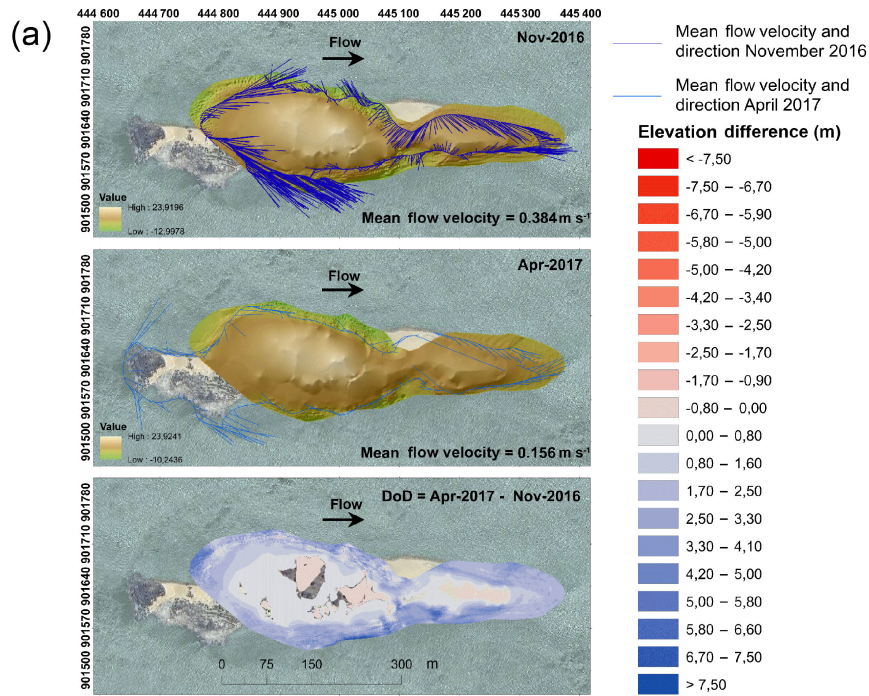 (a)
444 600 444 700 444 800 444 900 445 000 445 100 445 200 445 300 445 400
901500 901570 901640 901710 901780
Flow
Nov-2016
Value
High : 23,9196
Low : -12,9978
Mean flow velocity = 0.384 m s⁻¹
901500 901570 901640 901710 901780
Flow
Apr-2017
Value
High : 23,9241
Low : -10,2436
Mean flow velocity = 0.156 m s⁻¹
901500 901570 901640 901710 901780
Flow
DoD = Apr-2017 - Nov-2016
0 75 150 300 m
Mean flow velocity and
direction November 2016
Mean flow velocity and
direction April 2017
Elevation difference (m)
< -7,50
-7,50 – -6,70
-6,70 – -5,90
-5,80 – -5,00
-5,00 – -4,20
-4,20 – -3,40
-3,30 – -2,50
-2,50 – -1,70
-1,70 – -0,90
-0,80 – 0,00
0,00 – 0,80
0,80 – 1,60
1,70 – 2,50
2,50 – 3,30
3,30 – 4,10
4,20 – 5,00
5,00 – 5,80
5,80 – 6,60
6,70 – 7,50
> 7,50